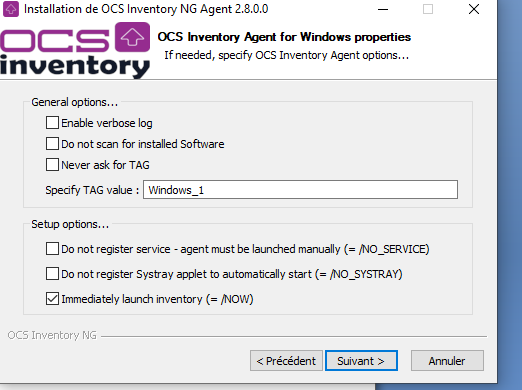 Installation de OCS Inventory NG Agent 2.8.0.0
OCS
inventory
OCS Inventory Agent for Windows properties
If needed, specify OCS Inventory Agent options...
General options...
Enable verbose log
Do not scan for installed Software
Never ask for TAG
Specify TAG value : Windows_1
Setup options...
Do not register service - agent must be launched manually (= /NO_SERVICE)
Do not register Systray applet to automatically start (= /NO_SYSTRAY)
Immediately launch inventory (= /NOW)
OCS Inventory NG
< Précédent Suivant > Annuler